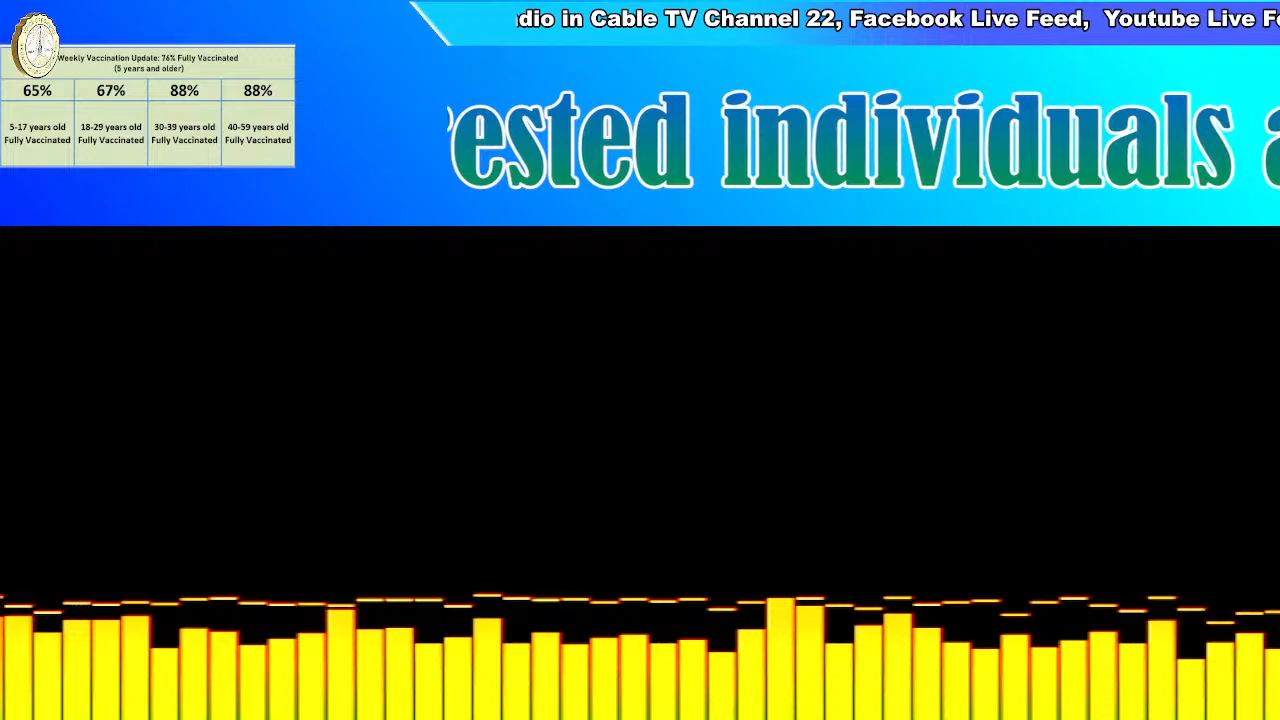 dio in Cable TV Channel 22, Facebook Live Feed, Youtube Live
Weekly Vaccination Update: 76% Fully Vaccinated
(5 years and older)
65% 67% 88% 88%
5-17 years old 18-29 years old 30-39 years old 40-59 years old
Fully Vaccinated Fully Vaccinated Fully Vaccinated Fully Vaccinated
ested individuals